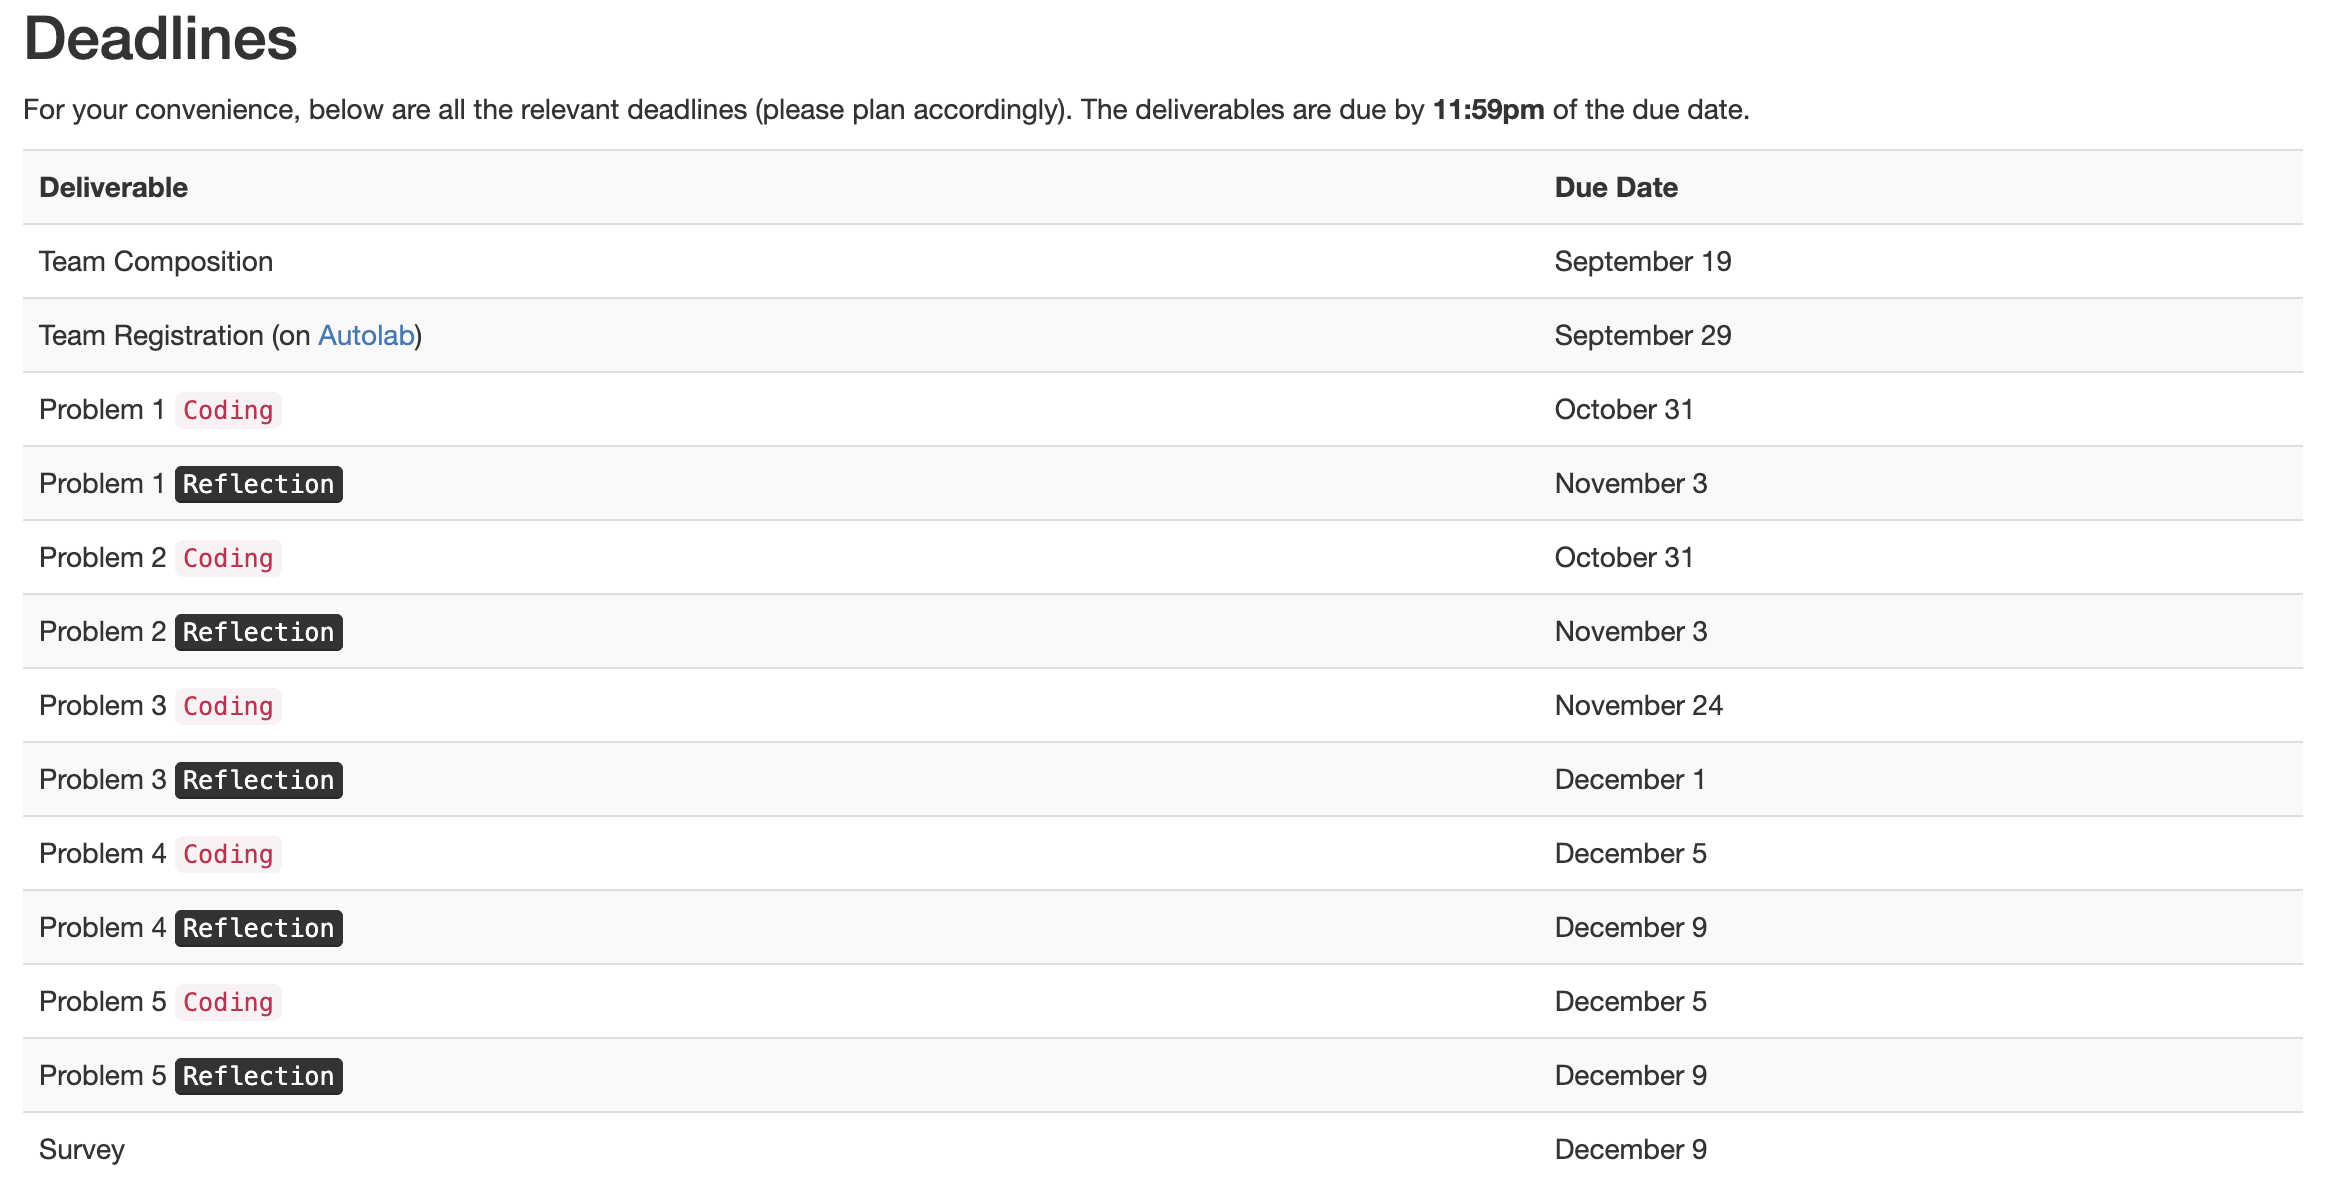 Deadlines
For your convenience, below are all the relevant deadlines (please plan accordingly). The deliverables are due by 11:59pm of the due date.
Deliverable Due Date
Team Composition September 19
Team Registration (on Autolab) September 29
Problem 1 Coding October 31
Problem 1 Reflection November 3
Problem 2 Coding October 31
Problem 2 Reflection November 3
Problem 3 Coding November 24
Problem 3 Reflection December 1
Problem 4 Coding December 5
Problem 4 Reflection December 9
Problem 5 Coding December 5
Problem 5 Reflection December 9
Survey December 9